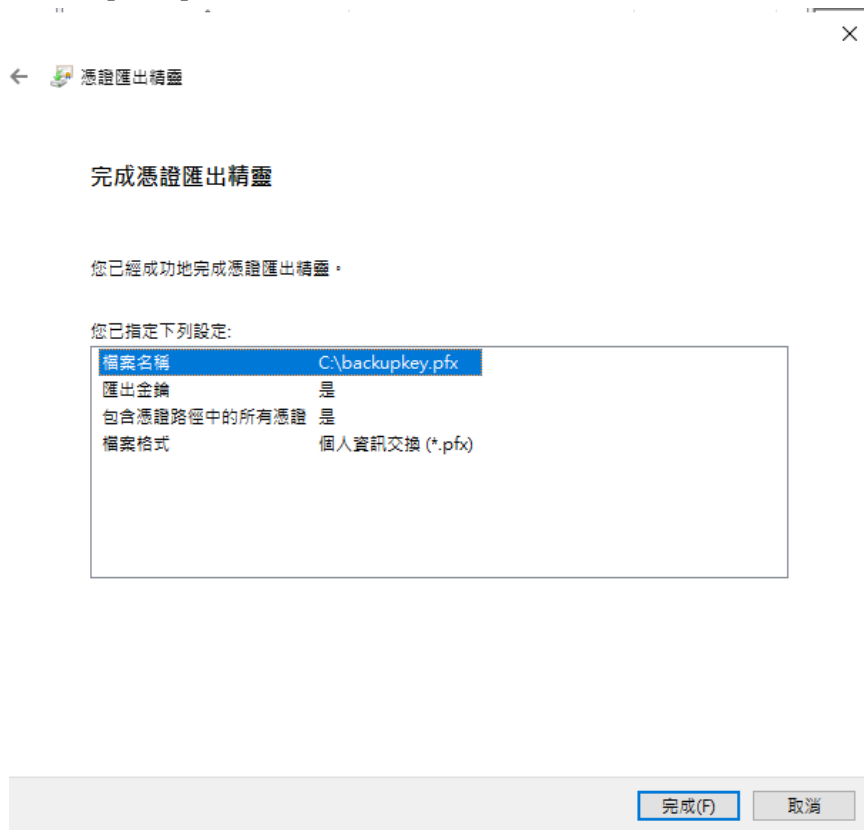 憑證匯出精靈
完成憑證匯出精靈
您已經成功地完成憑證匯出精靈。
您已指定下列設定:
檔案名稱 C:\backupkey.pfx
匯出金鑰 是
包含憑證路徑中的所有憑證 是
檔案格式 個人資訊交換 (*.pfx)
完成(F) 取消